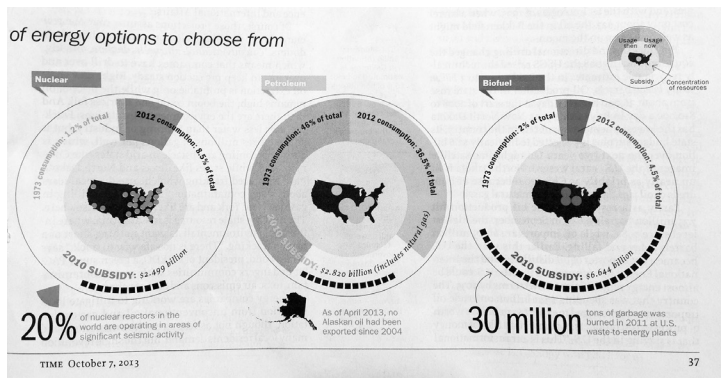 of energy options to choose from
Usage then
Usage now
Subsidy
Concentration of resources
Nuclear
1973 consumption: 1.2% of total
2012 consumption: 8.5% of total
2010 SUBSIDY: $2.499 billion
20%
of nuclear reactors in the
world are operating in areas of
significant seismic activity
Petroleum
1973 consumption: 46% of total
2012 consumption: 36.5% of total
2010 SUBSIDY: $2.820 billion (includes natural gas)
As of April 2013, no
Alaskan oil had been
exported since 2004
Biofuel
1973 consumption: 2% of total
2012 consumption: 4.5% of total
2010 SUBSIDY: $6.644 billion
30 million
tons of garbage was
burned in 2011 at U.S.
waste-to-energy plants
TIME October 7, 2013
37